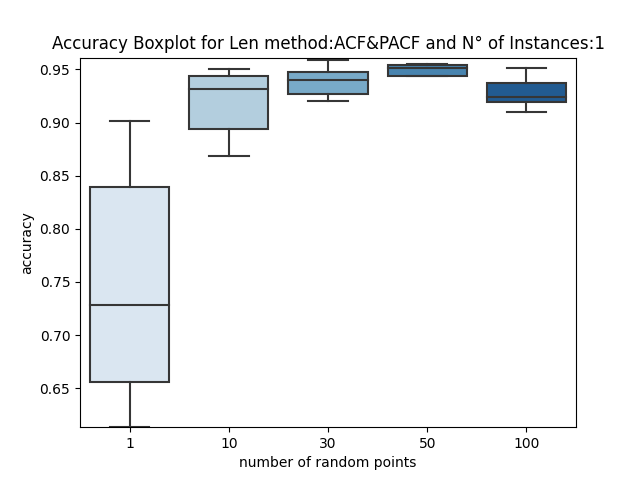 Accuracy Boxplot for Len method:ACF&PACF and N° of Instances:1
0.95
0.90
0.85
0.80
0.75
0.70
0.65
accuracy
1 10 30 50 100
number of random points